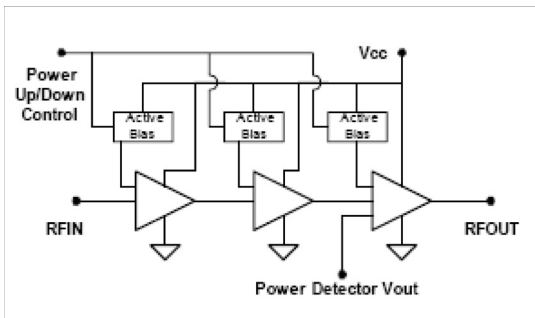 Power
Up/Down
Control
Vcc
Active
Bias
Active
Bias
Active
Bias
RFIN
RFOUT
Power Detector Vout